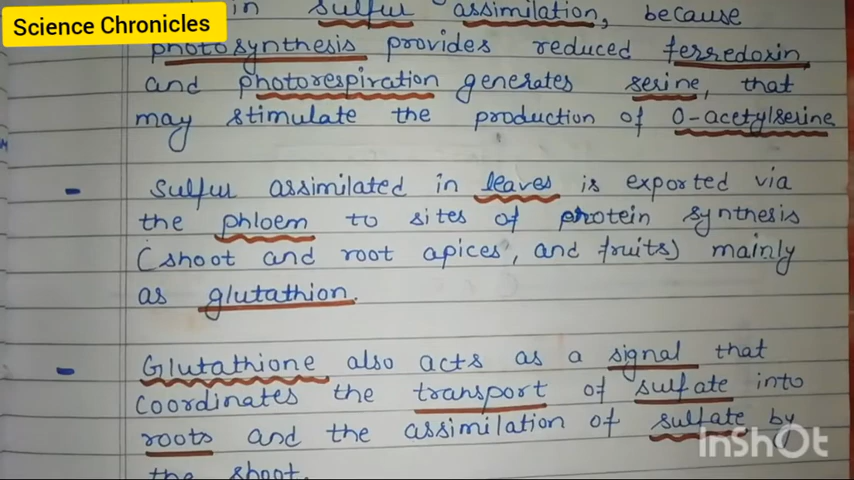 Science Chronicles
in sulfur assimilation, because
photosynthesis provides reduced ferredoxin
and photorespiration generates serine, that
may stimulate the production of O-acetylserine
- Sulfur assimilated in leaves is exported via
the phloem to sites of protein synthesis
(shoot and root apices, and fruits) mainly
as glutathion.
- Glutathione also acts as a signal that
coordinates the transport of sulfate into
roots and the assimilation of sulfate by
the shoot.
InShOt